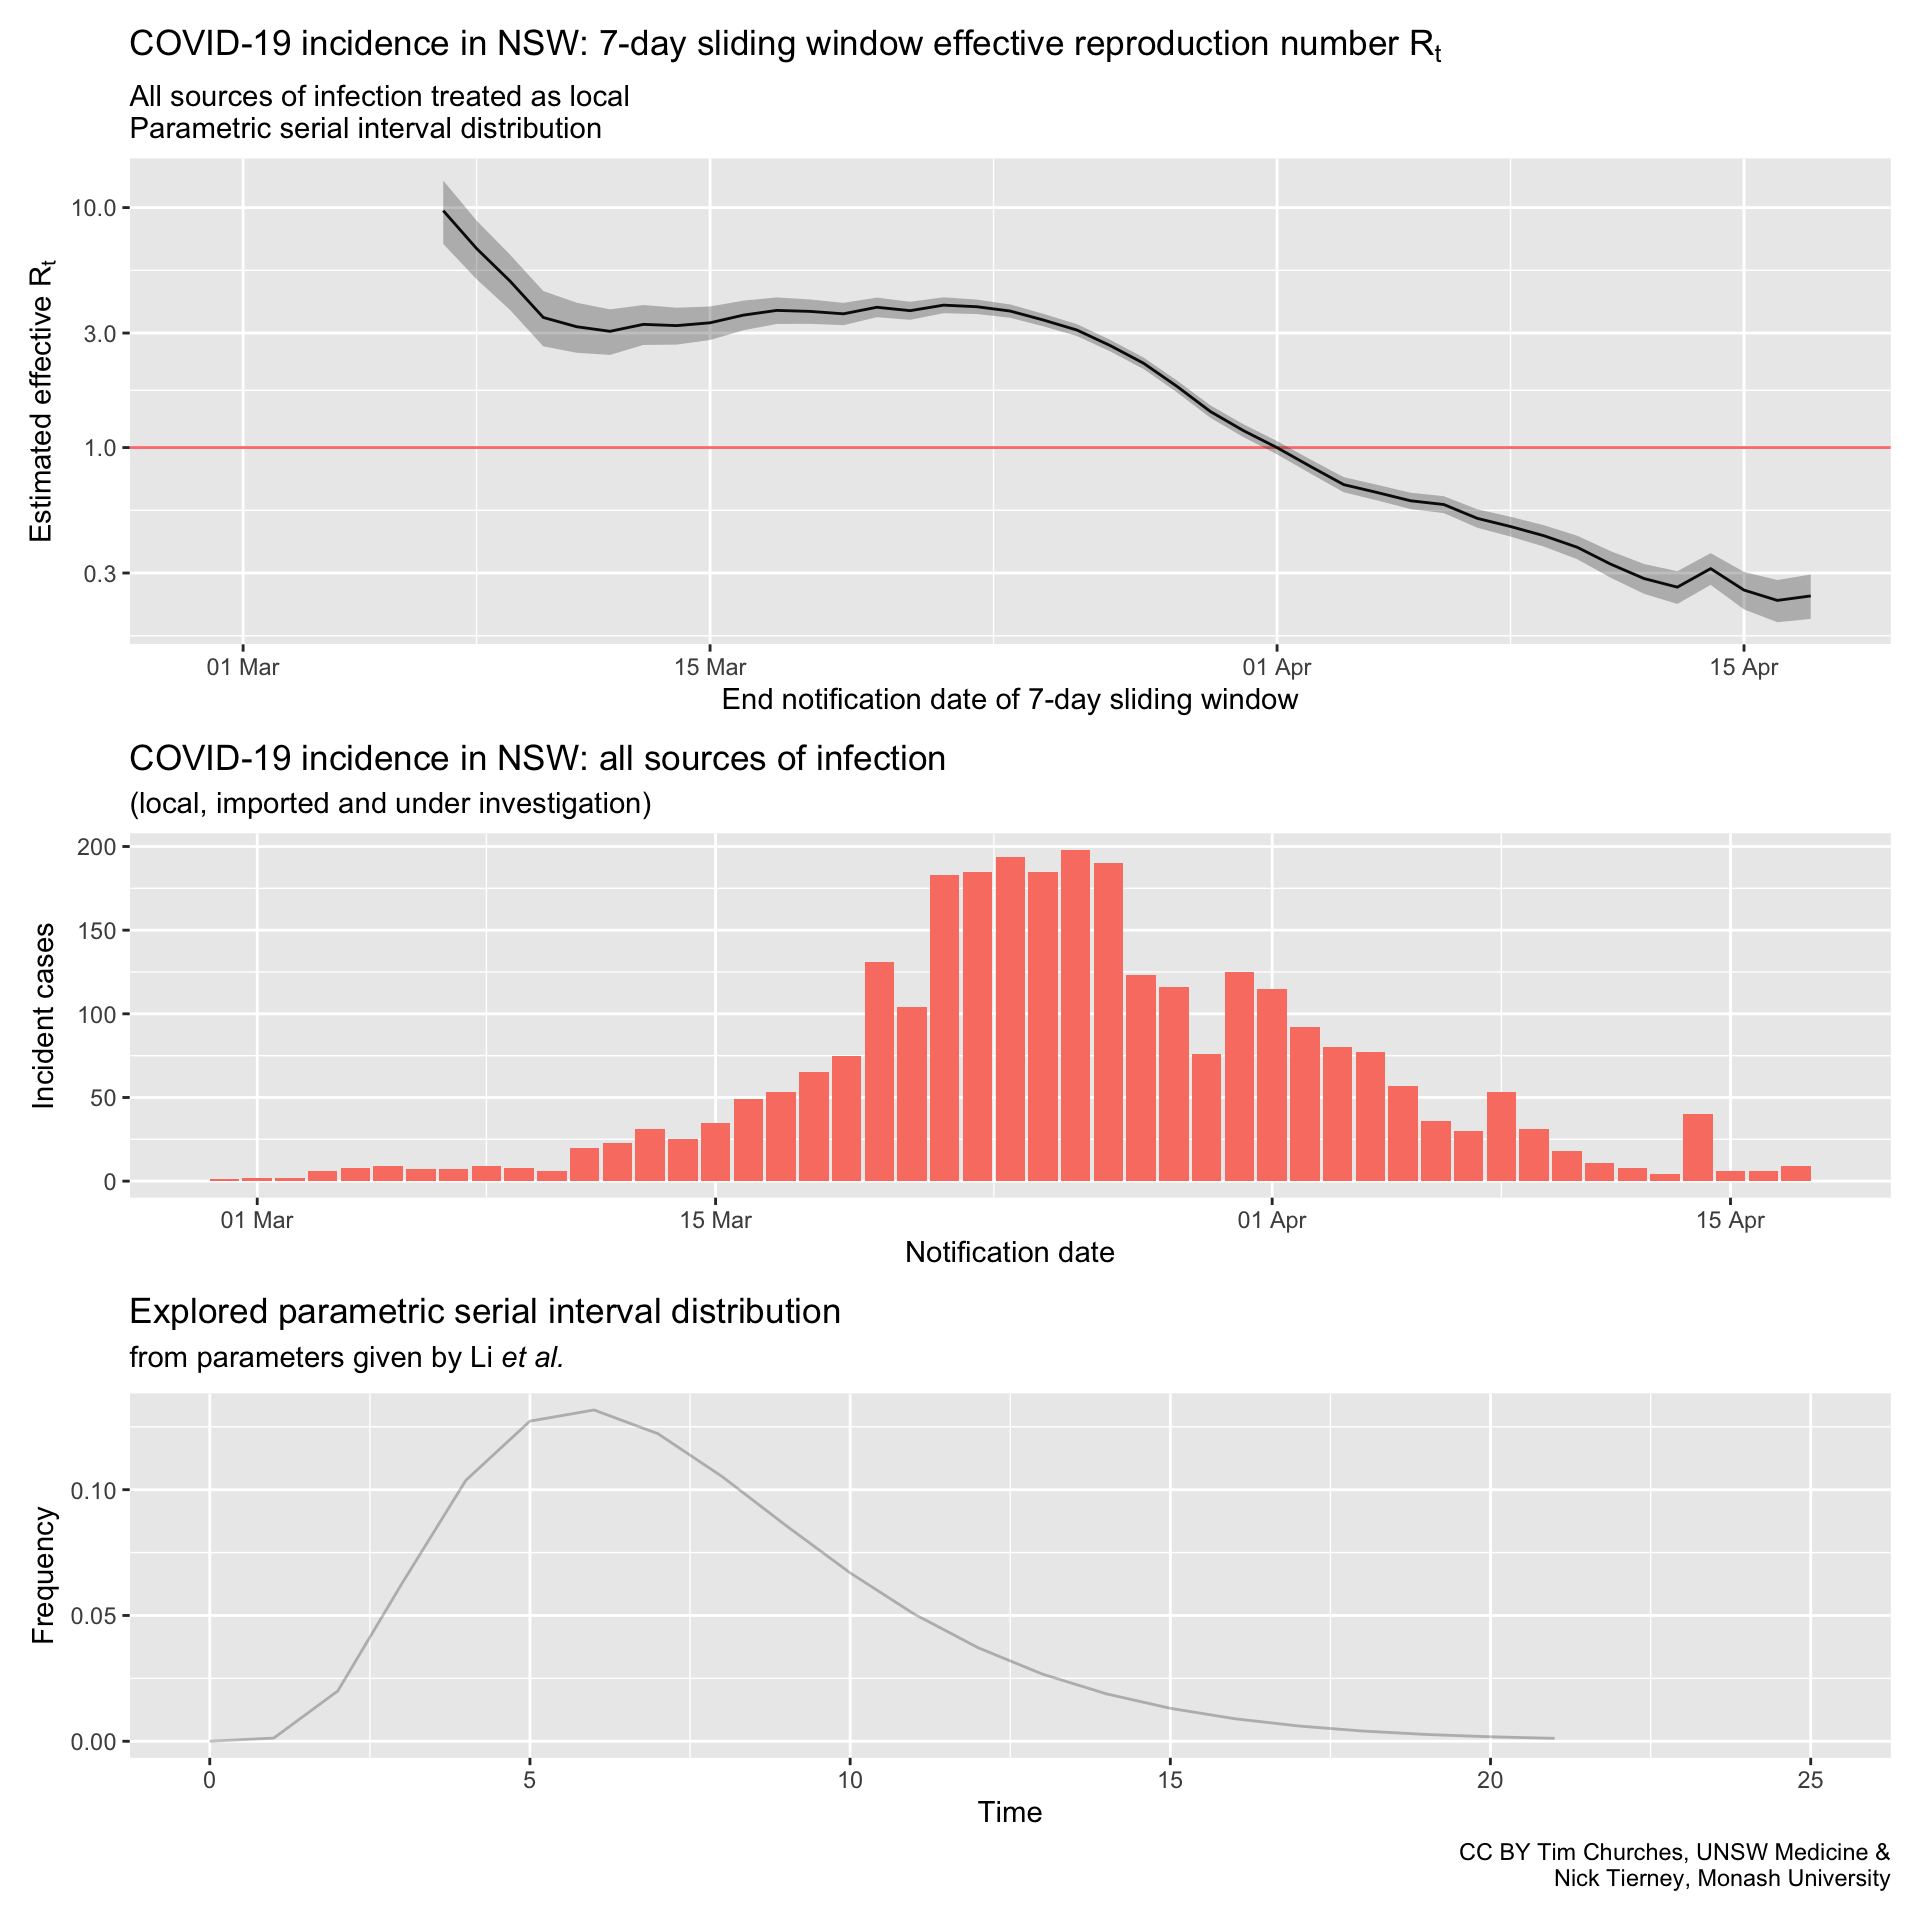 COVID-19 incidence in NSW: 7-day sliding window effective reproduction number Rt
All sources of infection treated as local
Parametric serial interval distribution
Estimated effective Rt
10.0
3.0
1.0
0.3
01 Mar 15 Mar 01 Apr 15 Apr
End notification date of 7-day sliding window
COVID-19 incidence in NSW: all sources of infection
(local, imported and under investigation)
Incident cases
200
150
100
50
0
01 Mar 15 Mar 01 Apr 15 Apr
Notification date
Explored parametric serial interval distribution
from parameters given by Li et al.
Frequency
0.10
0.05
0.00
0 5 10 15 20 25
Time
CC BY Tim Churches, UNSW Medicine &
Nick Tierney, Monash University